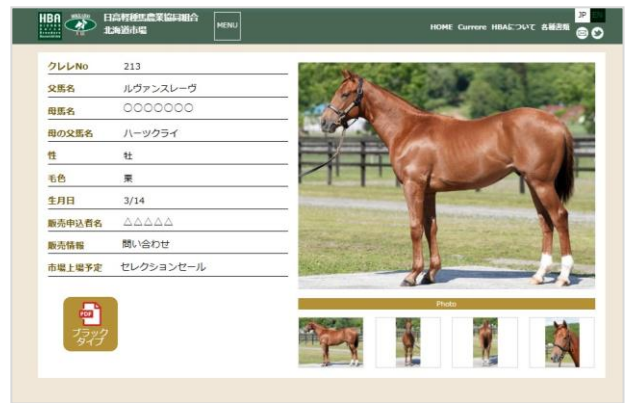 HBA
日高軽種馬農業協同組合
北海道市場
MENU
HOME Currere HBAについて 各種書類
JP
クレレNo 213
父馬名 ルヴァンスレーヴ
母馬名 〇〇〇〇〇〇〇
母の父馬名 ハーツクライ
性 牡
毛色 栗
生月日 3/14
販売申込者名 △△△△△
販売情報 問い合わせ
市場上場予定 セレクションセール
Photo
PDF
ブラック
タイプ